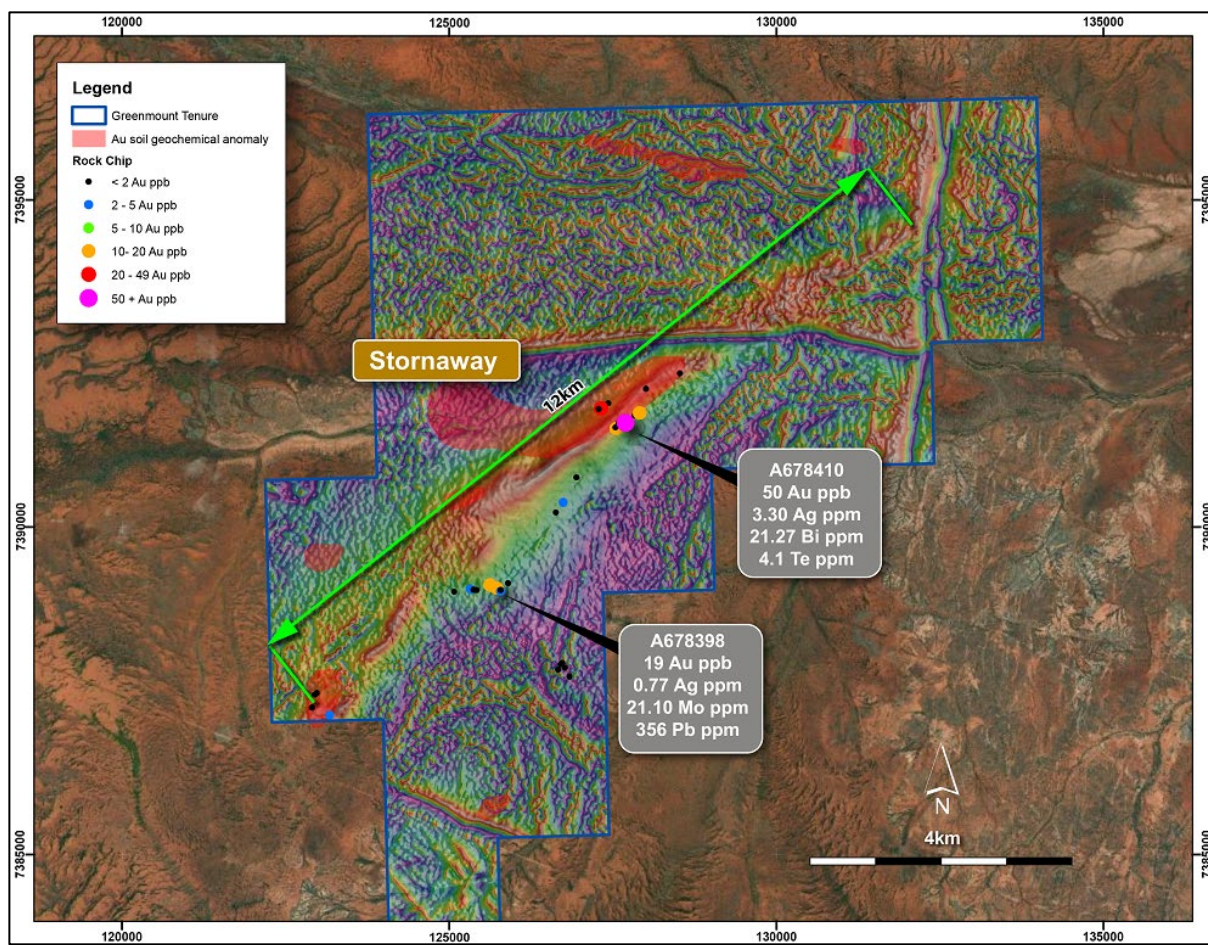 120000
125000
130000
135000
7395000
7390000
7385000
7395000
7390000
7385000
Legend
Greenmount Tenure
Au soil geochemical anomaly
Rock Chip
< 2 Au ppb
2 - 5 Au ppb
5 - 10 Au ppb
10- 20 Au ppb
20 - 49 Au ppb
50 + Au ppb
Stornaway
12km
A678410
50 Au ppb
3.30 Ag ppm
21.27 Bi ppm
4.1 Te ppm
A678398
19 Au ppb
0.77 Ag ppm
21.10 Mo ppm
356 Pb ppm
N
4km
120000
125000
130000
135000